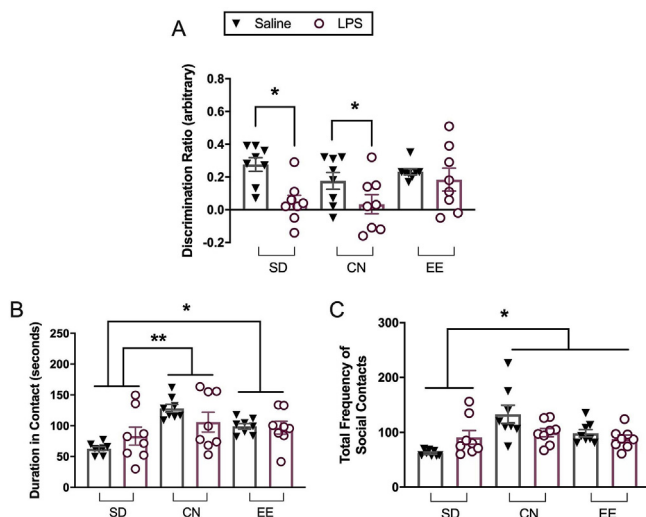 A
Saline LPS
Discrimination Ratio (arbitrary)
0.8
0.6
0.4
0.2
0.0
-0.2
* *
SD CN EE
B
Duration in Contact (seconds)
250
200
150
100
50
0
*
**
SD CN EE
C
Total Frequency of
Social Contacts
300
200
100
0
*
SD CN EE